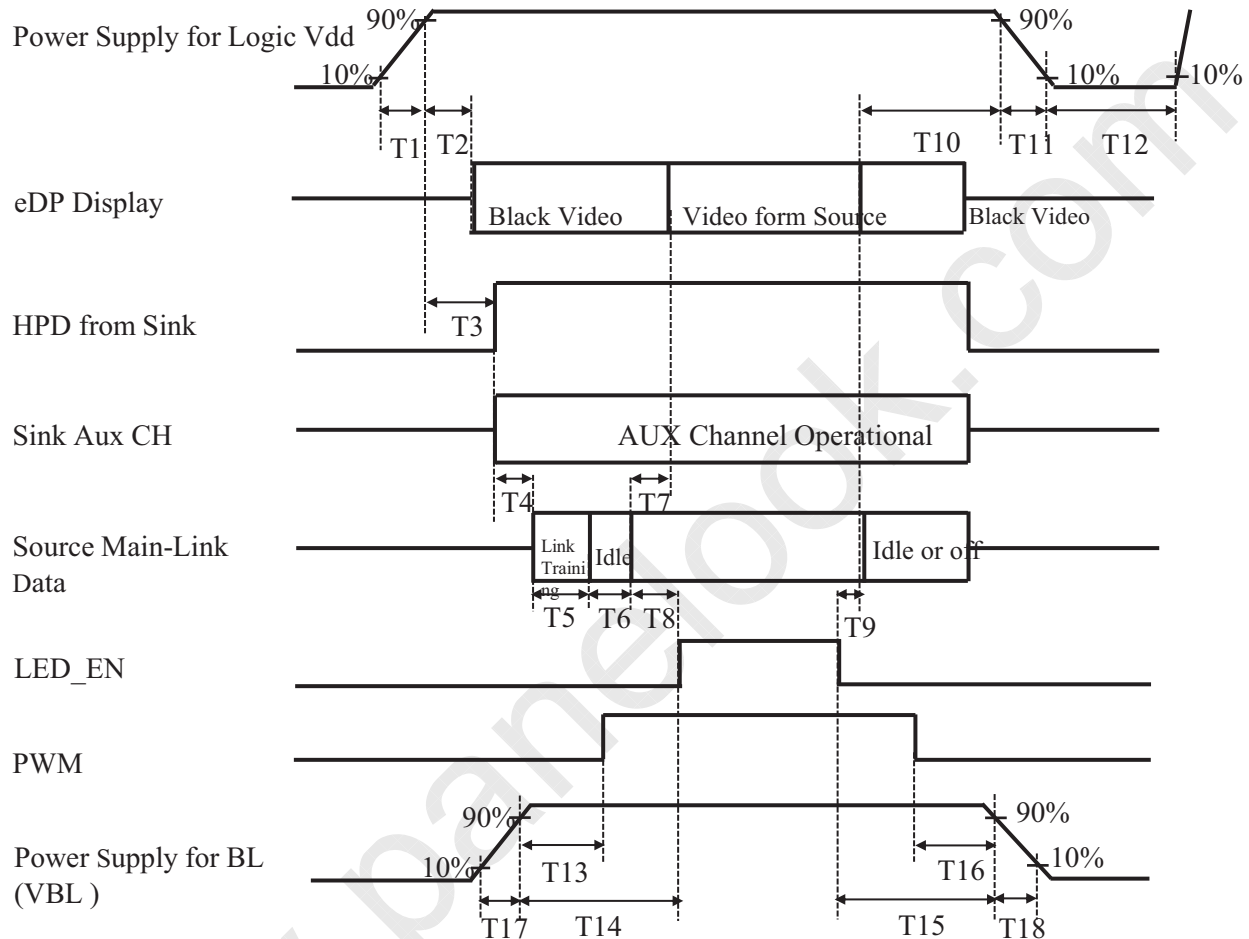 Power Supply for Logic Vdd
90%
10%
90%
10%
10%
T1
T2
T10
T11
T12
eDP Display
Black Video
Video form Source
Black Video
HPD from Sink
T3
Sink Aux CH
AUX Channel Operational
T4
T7
Source Main-Link
Data
Link
Traini
ng
Idle
Idle or off
T5
T6
T8
T9
LED_EN
PWM
Power Supply for BL
(VBL )
90%
10%
90%
10%
T13
T16
T17
T14
T15
T18
panelook.com